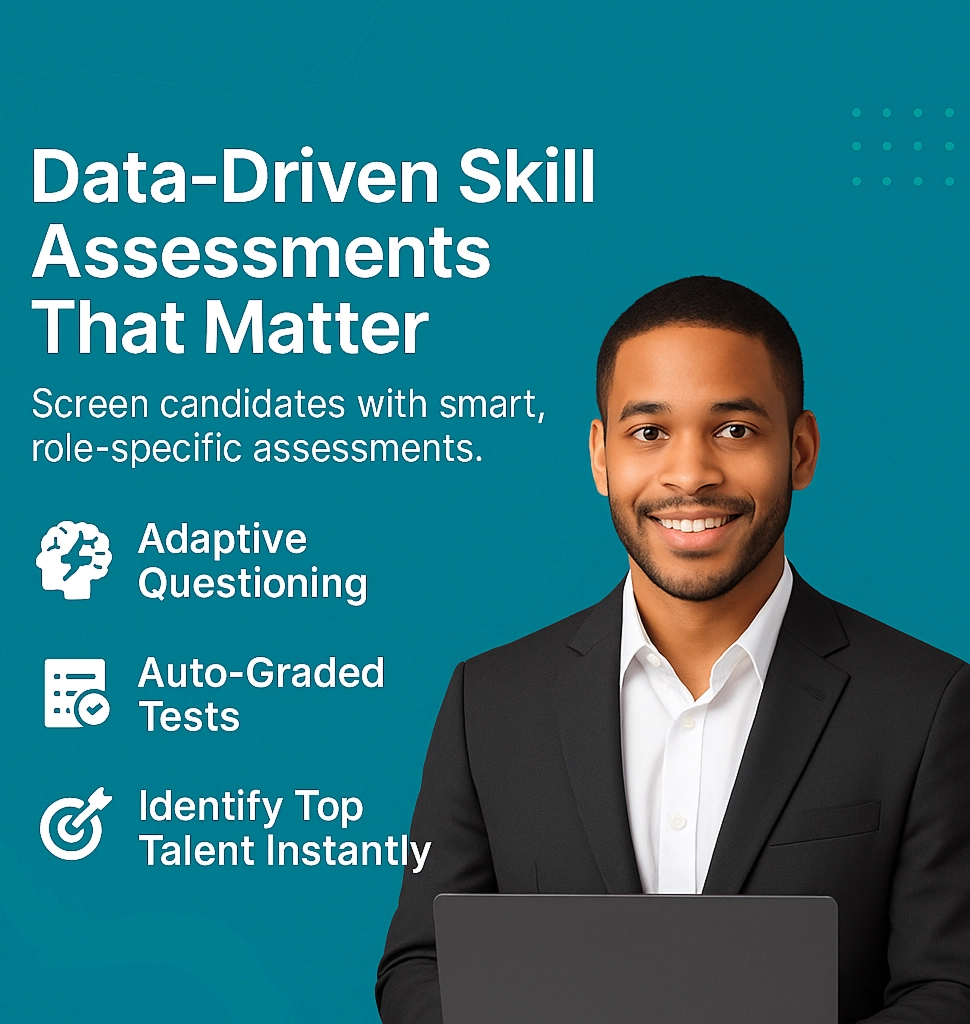 Data-Driven Skill
Assessments
That Matter
Screen candidates with smart,
role-specific assessments.
Adaptive
Questioning
Auto-Graded
Tests
Identify Top
Talent Instantly